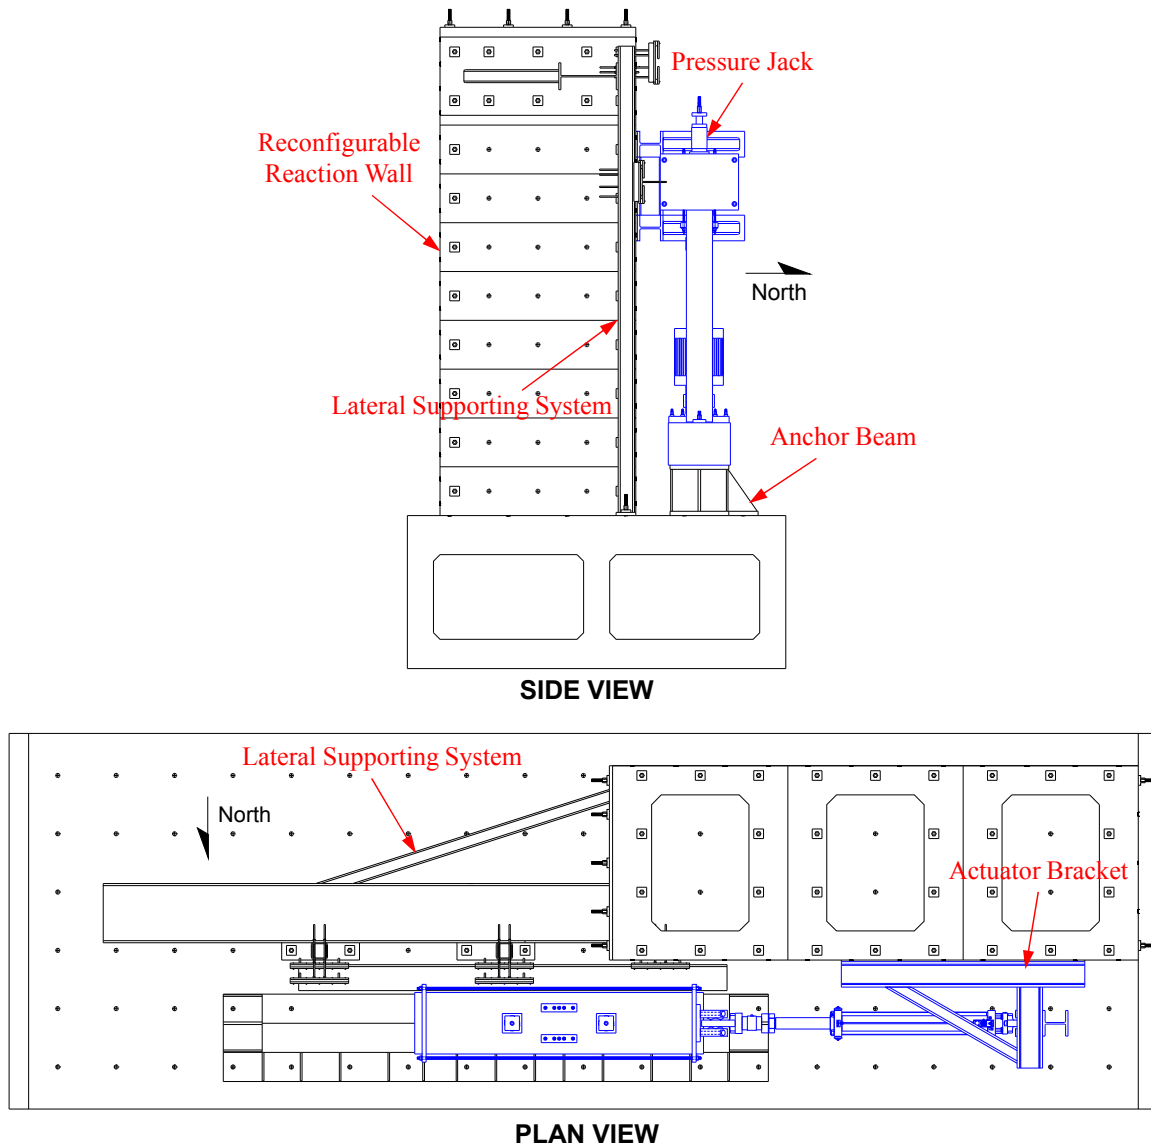 Pressure Jack
Reconfigurable
Reaction Wall
North
Lateral Supporting System
Anchor Beam
SIDE VIEW
Lateral Supporting System
North
Actuator Bracket
PLAN VIEW